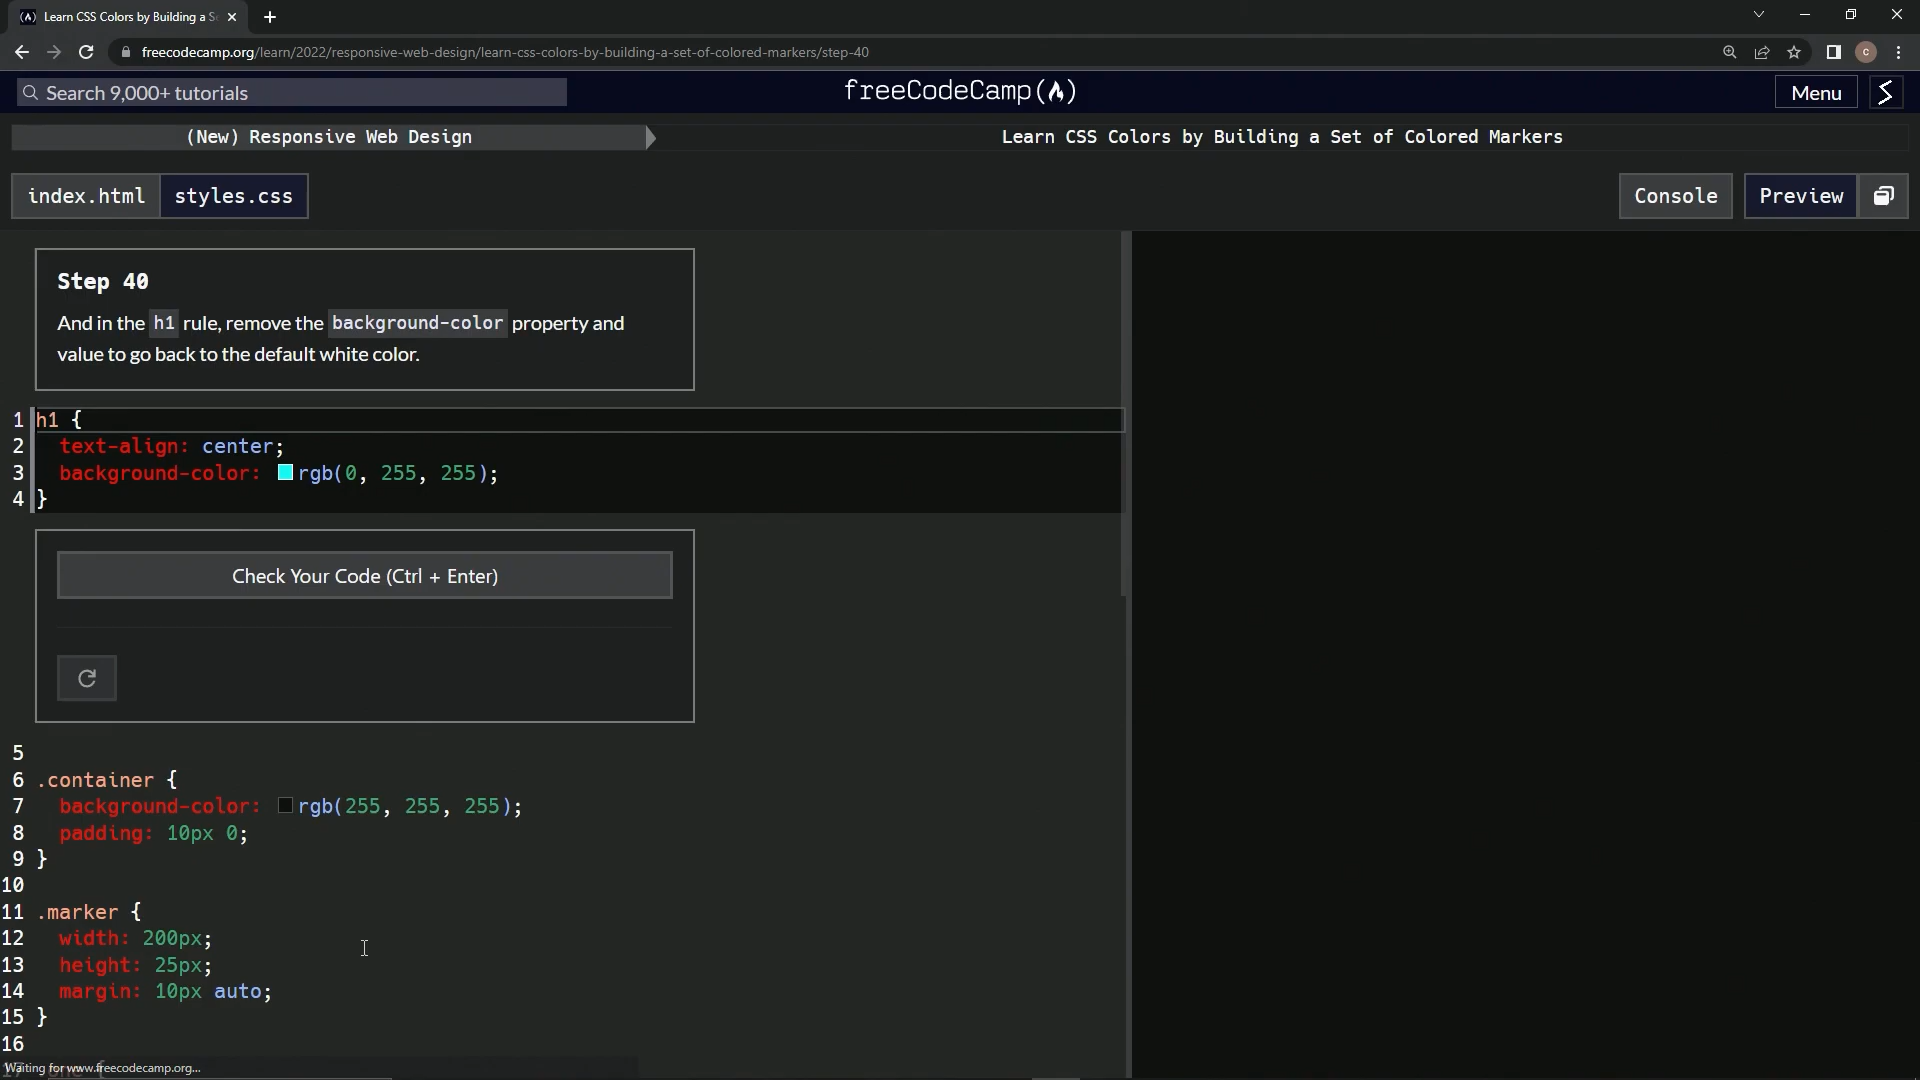 Learn CSS Colors by Building a S
freecodecamp.org/learn/2022/responsive-web-design/learn-css-colors-by-building-a-set-of-colored-markers/step-40
C
Search 9,000+ tutorials
freeCodeCamp
Menu
(New) Responsive Web Design
Learn CSS Colors by Building a Set of Colored Markers
index.html
styles.css
Console
Preview
Step 40
And in the h1 rule, remove the background-color property and
value to go back to the default white color.
1 h1 {
2 text-align: center;
3 background-color: rgb(0, 255, 255);
4 }
Check Your Code (Ctrl + Enter)
5
6 .container {
7 background-color: rgb(255, 255, 255);
8 padding: 10px 0;
9 }
10
11 .marker {
12 width: 200px;
13 height: 25px;
14 margin: 10px auto;
15 }
16
Waiting for www.freecodecamp.org...